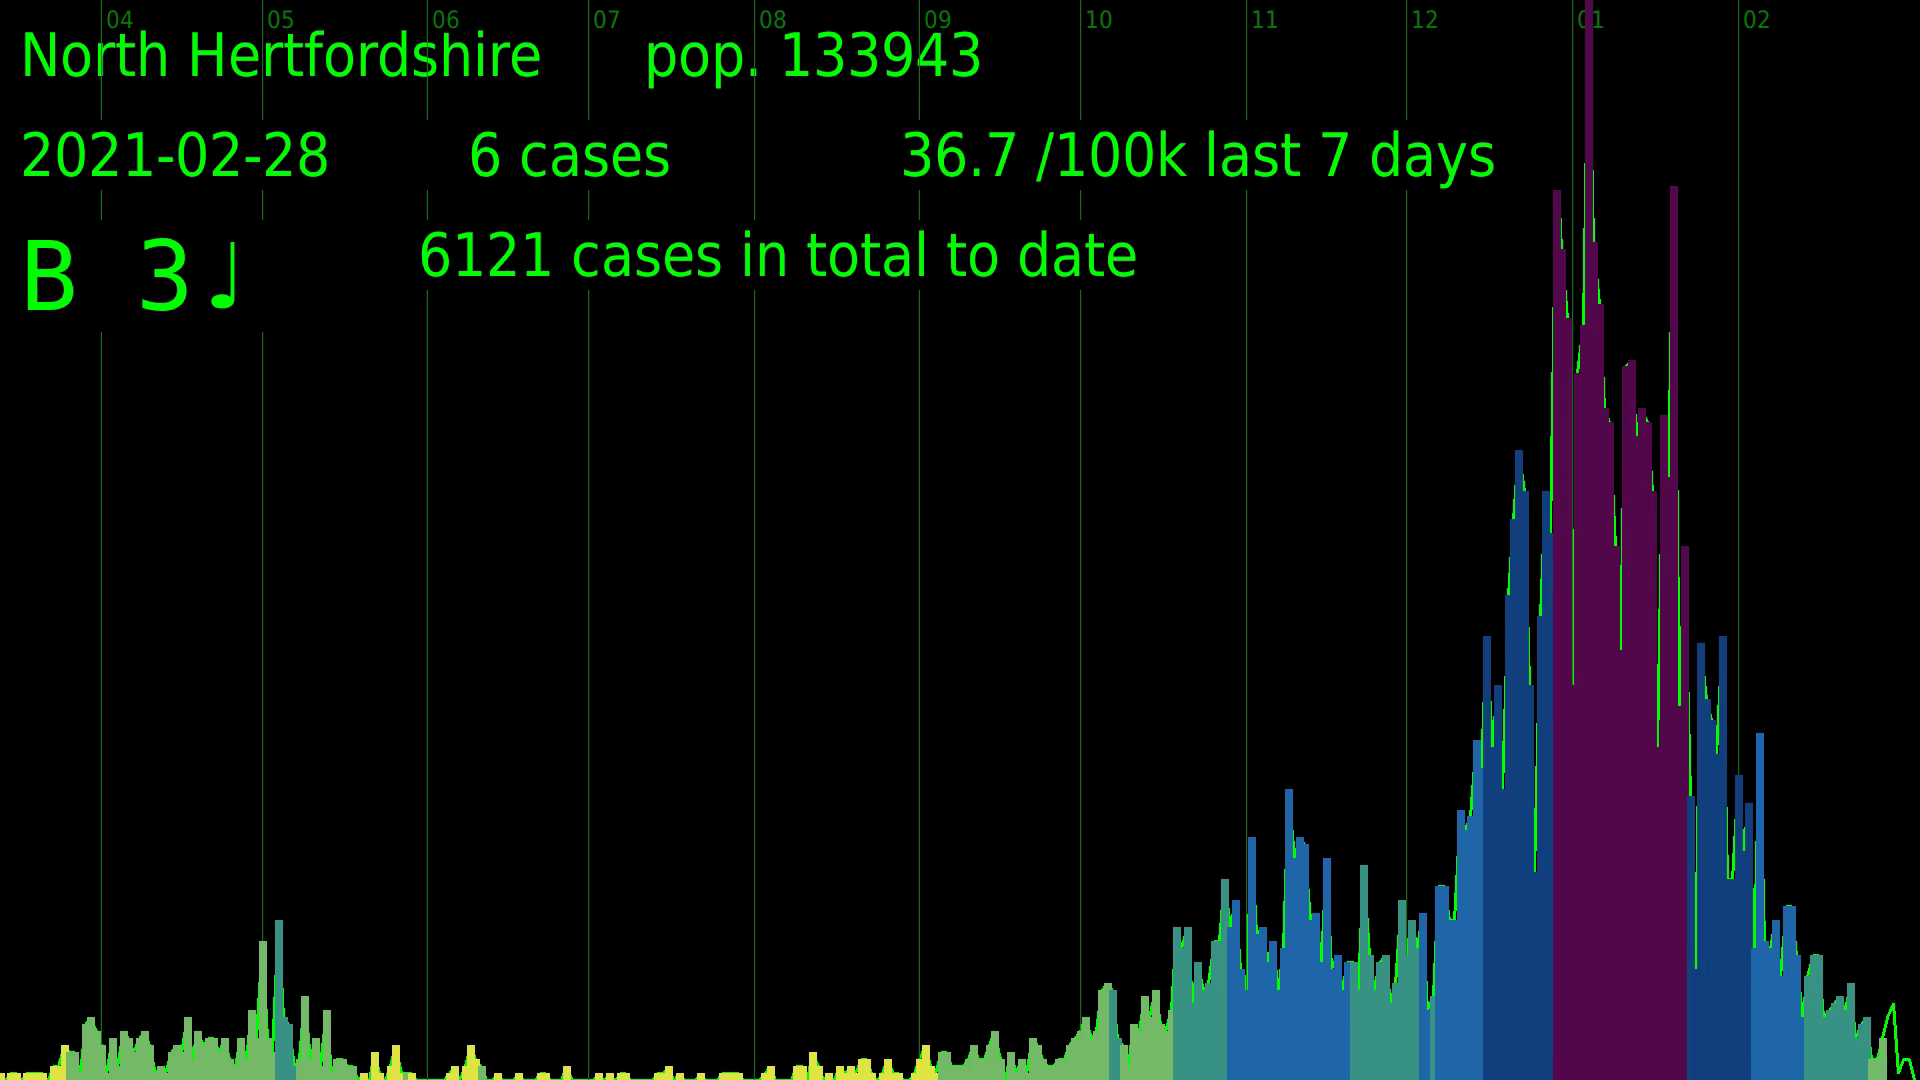 04 05 06 07 08 09 10 11 12 01 02
North Hertfordshire pop. 133943
2021-02-28 6 cases 36.7 /100k last 7 days
B 3♩ 6121 cases in total to date